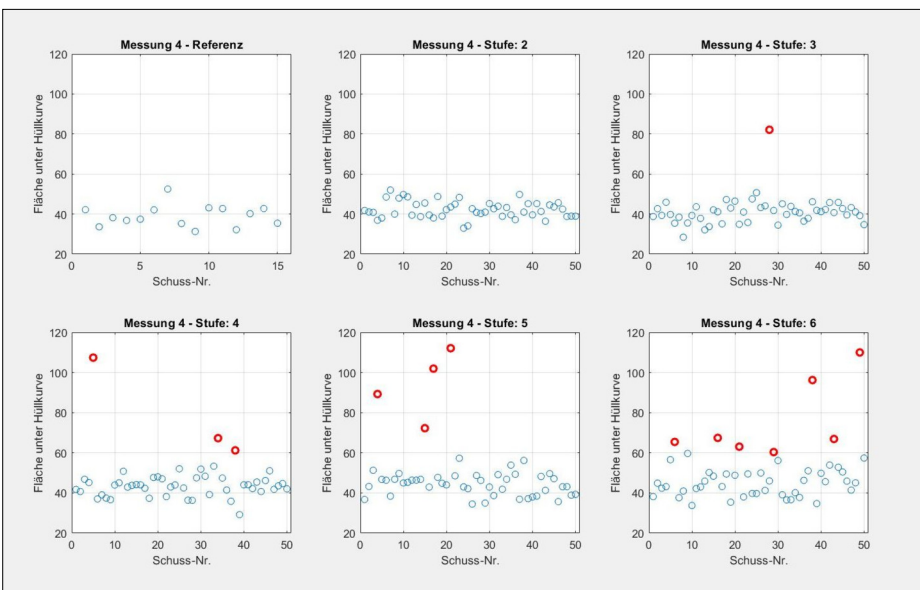 Messung 4 - Referenz
120
100
80
60
40
20
0 5 10 15
Fläche unter Hüllkurve
Schuss-Nr.
Messung 4 - Stufe: 2
120
100
80
60
40
20
0 10 20 30 40 50
Fläche unter Hüllkurve
Schuss-Nr.
Messung 4 - Stufe: 3
120
100
80
60
40
20
0 10 20 30 40 50
Fläche unter Hüllkurve
Schuss-Nr.
Messung 4 - Stufe: 4
120
100
80
60
40
20
0 10 20 30 40 50
Fläche unter Hüllkurve
Schuss-Nr.
Messung 4 - Stufe: 5
120
100
80
60
40
20
0 10 20 30 40 50
Fläche unter Hüllkurve
Schuss-Nr.
Messung 4 - Stufe: 6
120
100
80
60
40
20
0 10 20 30 40 50
Fläche unter Hüllkurve
Schuss-Nr.